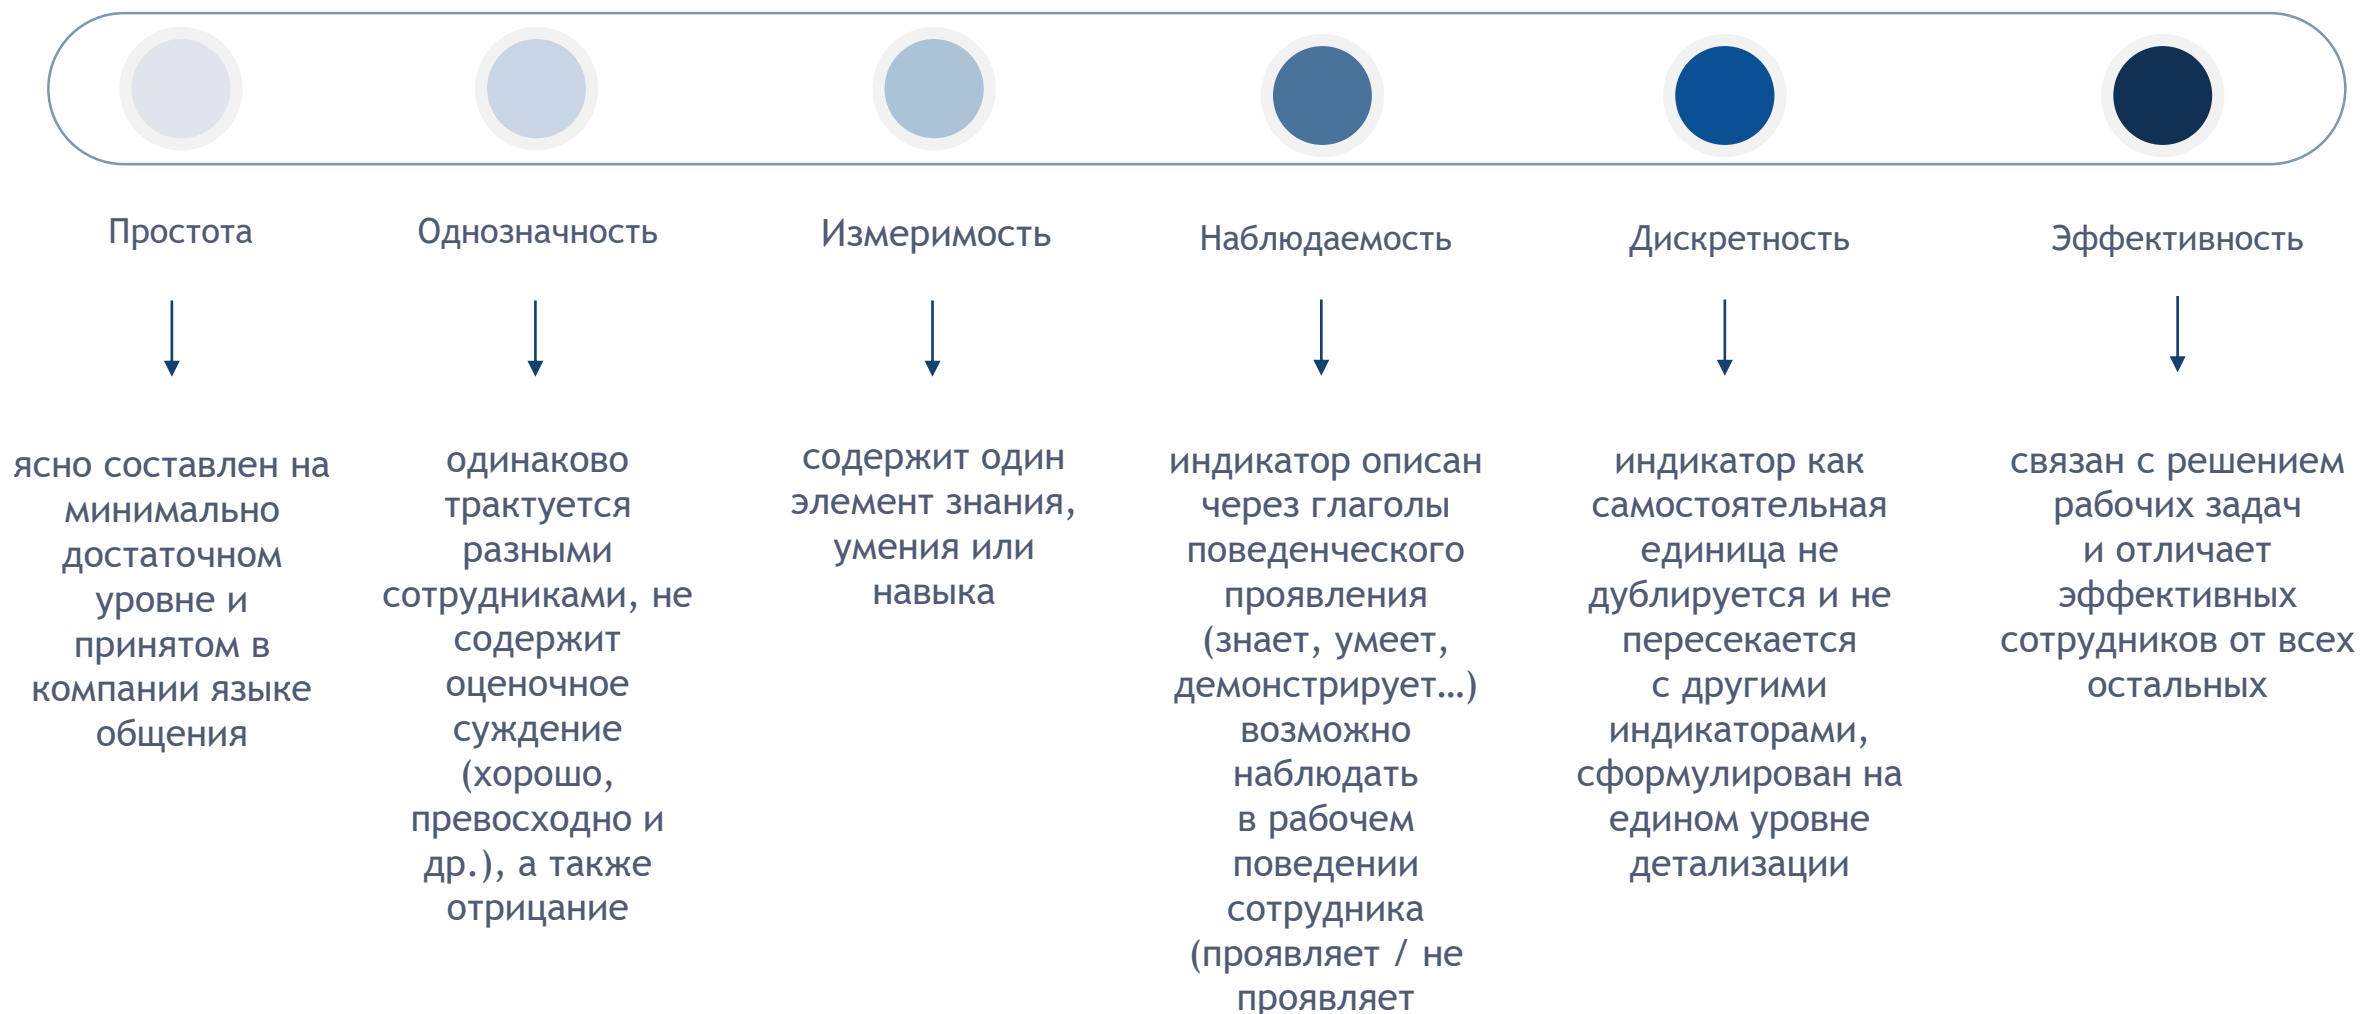 Простота
Однозначность
Измеримость
Наблюдаемость
Дискретность
Эффективность
ясно составлен на
минимально
достаточном
уровне и
принятом в
компании языке
общения
одинаково
трактуется
разными
сотрудниками, не
содержит
оценочное
суждение
(хорошо,
превосходно и
др.), а также
отрицание
содержит один
элемент знания,
умения или
навыка
индикатор описан
через глаголы
поведенческого
проявления
(знает, умеет,
демонстрирует…)
возможно
наблюдать
в рабочем
поведении
сотрудника
(проявляет / не
проявляет
индикатор как
самостоятельная
единица не
дублируется и не
пересекается
с другими
индикаторами,
сформулирован на
едином уровне
детализации
связан с решением
рабочих задач
и отличает
эффективных
сотрудников от всех
остальных